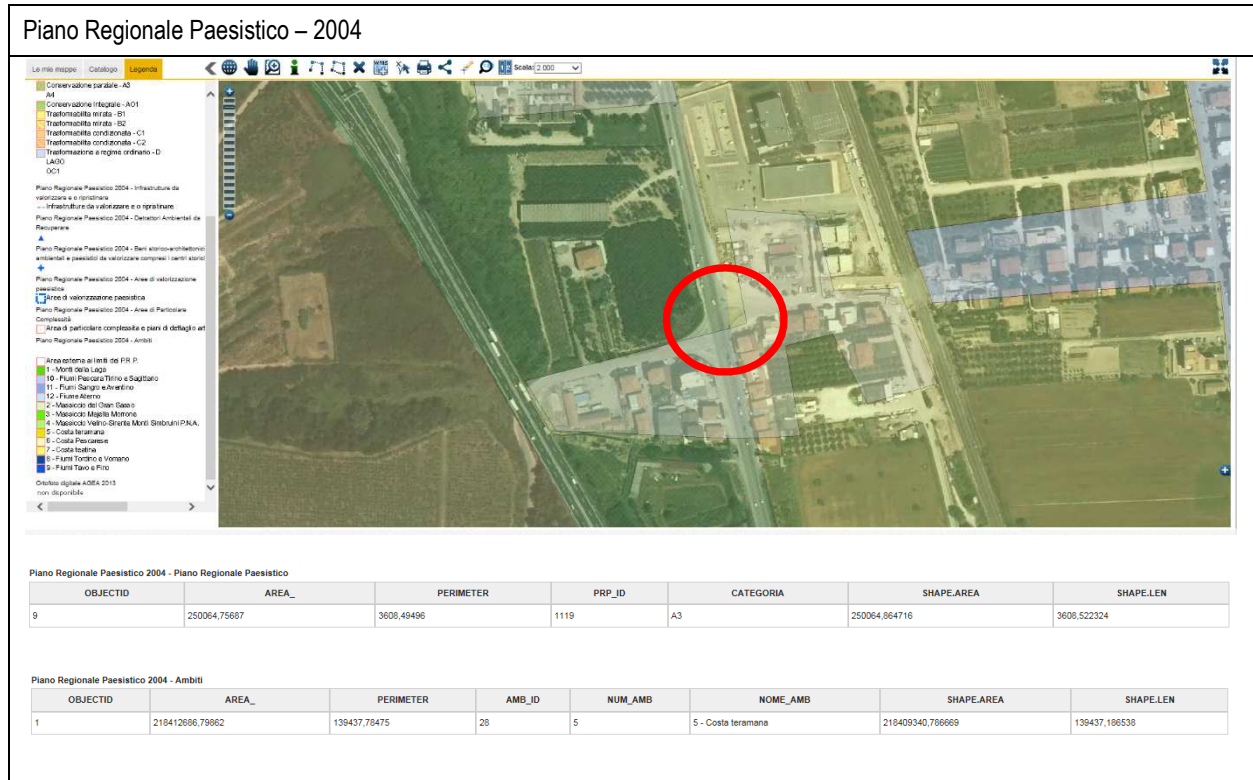 Piano Regionale Paesistico – 2004
Le mie mappe Catalogo Legenda Scala: 2 000
Conservazione parziale - A3
A4
Conservazione Integrale - AO1
Trasformabilita mirata - B1
Trasformabilita mirata - B2
Trasformabilita condizionata - C1
Trasformabilita condizionata - C2
Trasformazione a regime ordinario - D
LAGO
OC1
Piano Regionale Paesistico 2004 - Infrastrutture da
valorizzare e o ripristinare
Infrastrutture da valorizzare e o ripristinare
Piano Regionale Paesistico 2004 - Detrattori Ambientali da
Recuperare
Piano Regionale Paesistico 2004 - Beni storico-architettonici
ambientali e paesistici da valorizzare compresi i centri storici
Piano Regionale Paesistico 2004 - Aree di valorizzazione
paesistica
Aree di valorizzazione paesistica
Piano Regionale Paesistico 2004 - Aree di Particolare
Complessità
Area di particolare complessita e piani di dettaglio art
Piano Regionale Paesistico 2004 - Ambiti
Area esterna ai limiti del P.R.P.
1 - Monti della Laga
10 - Fiumi Pescara Tirino e Sagittario
11 - Fiumi Sangro e Aventino
12 - Fiume Aterno
2 - Massiccio del Gran Sasso
3 - Massiccio Majella Morrone
4 - Massiccio Velino-Sirente Monti Simbruini P.N.A.
5 - Costa teramana
6 - Costa Pescarese
7 - Costa teatina
8 - Fiumi Tordino e Vomano
9 - Fiumi Tavo e Fino
Ortofoto digitale AGEA 2013
non disponibile
Piano Regionale Paesistico 2004 - Piano Regionale Paesistico
OBJECTID AREA_ PERIMETER PRP_ID CATEGORIA SHAPE.AREA SHAPE.LEN
9 250064,75687 3608,49496 1119 A3 250064,864716 3608,522324
Piano Regionale Paesistico 2004 - Ambiti
OBJECTID AREA_ PERIMETER AMB_ID NUM_AMB NOME_AMB SHAPE.AREA SHAPE.LEN
1 218412686,79862 139437,78475 28 5 5 - Costa teramana 218409340,786669 139437,186538